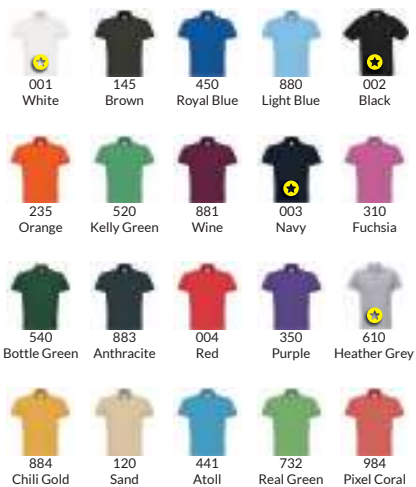 001 145 450 880 002
White Brown Royal Blue Light Blue Black
235 520 881 003 310
Orange Kelly Green Wine Navy Fuchsia
540 883 004 350 610
Bottle Green Anthracite Red Purple Heather Grey
884 120 441 732 984
Chili Gold Sand Atoll Real Green Pixel Coral